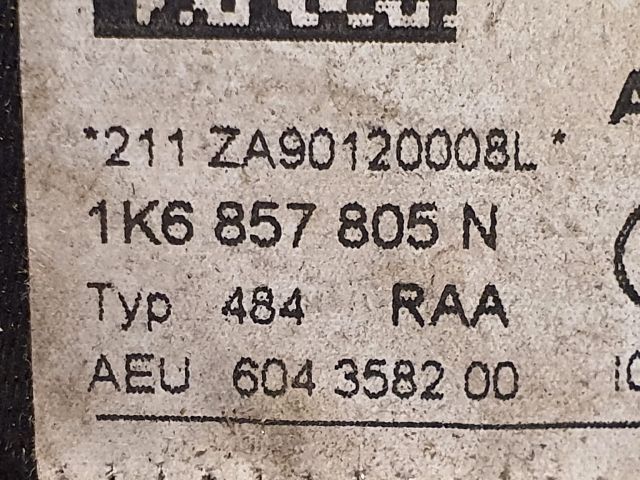 *211 ZA90120008L*
1K6 857 805 N
Typ 484 RAA
AEU 604 3582 00